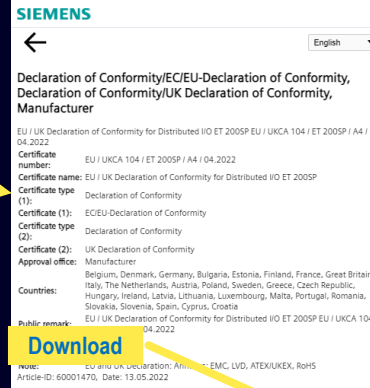 SIEMENS
English
Declaration of Conformity/EC/EU-Declaration of Conformity,
Declaration of Conformity/UK Declaration of Conformity,
Manufacturer
EU / UK Declaration of Conformity for Distributed I/O ET 200SP EU / UKCA 104 / ET 200SP / A4 /
04.2022
Certificate number: EU / UKCA 104 / ET 200SP / A4 / 04.2022
Certificate name: EU / UK Declaration of Conformity for Distributed I/O ET 200SP
Certificate type (1): Declaration of Conformity
Certificate (1): EC/EU-Declaration of Conformity
Certificate type (2): Declaration of Conformity
Certificate (2): UK Declaration of Conformity
Approval office: Manufacturer
Belgium, Denmark, Germany, Bulgaria, Estonia, Finland, France, Great Britain
Countries: Italy, The Netherlands, Austria, Poland, Sweden, Greece, Czech Republic,
Hungary, Ireland, Latvia, Lithuania, Luxembourg, Malta, Portugal, Romania,
Slovakia, Slovenia, Spain, Cyprus, Croatia
Public remark: EU / UK Declaration of Conformity for Distributed I/O ET 200SP EU / UKCA 104
04.2022
Download
Note: EU and UK Declaration: EMC, LVD, ATEX/UKEX, RoHS
Article-ID: 60001470, Date: 13.05.2022